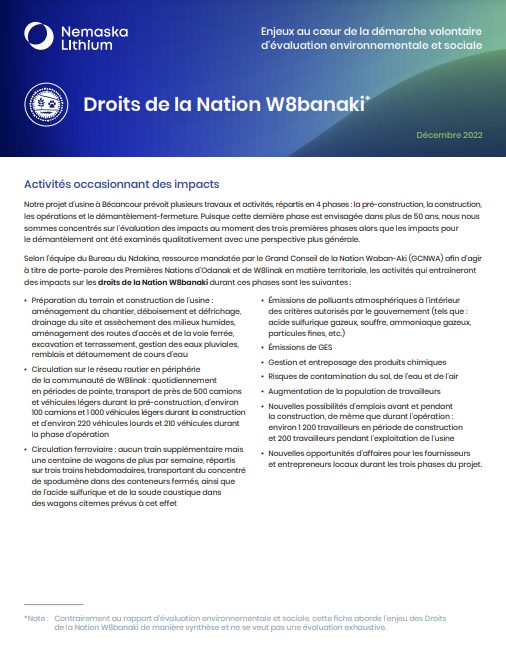 Nemaska
Lithium
Enjeux au cœur de la démarche volontaire
d'évaluation environnementale et sociale
Droits de la Nation W8banaki*
Décembre 2022
Activités occasionnant des impacts
Notre projet d'usine à Bécancour prévoit plusieurs travaux et activités, répartis en 4 phases : la pré-construction, la construction,
les opérations et le démantèlement-fermeture. Puisque cette dernière phase est envisagée dans plus de 50 ans, nous nous
sommes concentrés sur l'évaluation des impacts au moment des trois premières phases alors que les impacts pour
le démantèlement ont été examinés qualitativement avec une perspective plus générale.
Selon l'équipe du Bureau du Ndakina, ressource mandatée par le Grand Conseil de la Nation Waban-Aki (GCNWA) afin d'agir
à titre de porte-parole des Premières Nations d'Odanak et de W8linak en matière territoriale, les activités qui entraîneront
des impacts sur les droits de la Nation W8banaki durant ces phases sont les suivantes :
• Préparation du terrain et construction de l'usine :
aménagement du chantier, déboisement et défrichage,
drainage du site et assèchement des milieux humides,
aménagement des routes d'accès et de la voie ferrée,
excavation et terrassement, gestion des eaux pluviales,
remblais et détournement de cours d'eau
• Circulation sur le réseau routier en périphérie
de la communauté de W8linak : quotidiennement
en périodes de pointe, transport de près de 500 camions
et véhicules légers durant la pré-construction, d'environ
100 camions et 1 000 véhicules légers durant la construction
et d'environ 220 véhicules lourds et 210 véhicules durant
la phase d'opération
• Circulation ferroviaire : aucun train supplémentaire mais
une centaine de wagons de plus par semaine, répartis
sur trois trains hebdomadaires, transportant du concentré
de spodumène dans des conteneurs fermés, ainsi que
de l'acide sulfurique et de la soude caustique dans
des wagons citernes prévus à cet effet
• Émissions de polluants atmosphériques à l'intérieur
des critères autorisés par le gouvernement (tels que :
acide sulfurique gazeux, souffre, ammoniaque gazeux,
particules fines, etc.)
• Émissions de GES
• Gestion et entreposage des produits chimiques
• Risques de contamination du sol, de l'eau et de l'air
• Augmentation de la population de travailleurs
• Nouvelles possibilités d'emplois avant et pendant
la construction, de même que durant l'opération :
environ 1 200 travailleurs en période de construction
et 200 travailleurs pendant l'exploitation de l'usine
• Nouvelles opportunités d'affaires pour les fournisseurs
et entrepreneurs locaux durant les trois phases du projet.
*Note : Contrairement au rapport d'évaluation environnementale et sociale, cette fiche aborde l'enjeu des Droits
de la Nation W8banaki de manière synthèse et ne se veut pas une évaluation exhaustive.